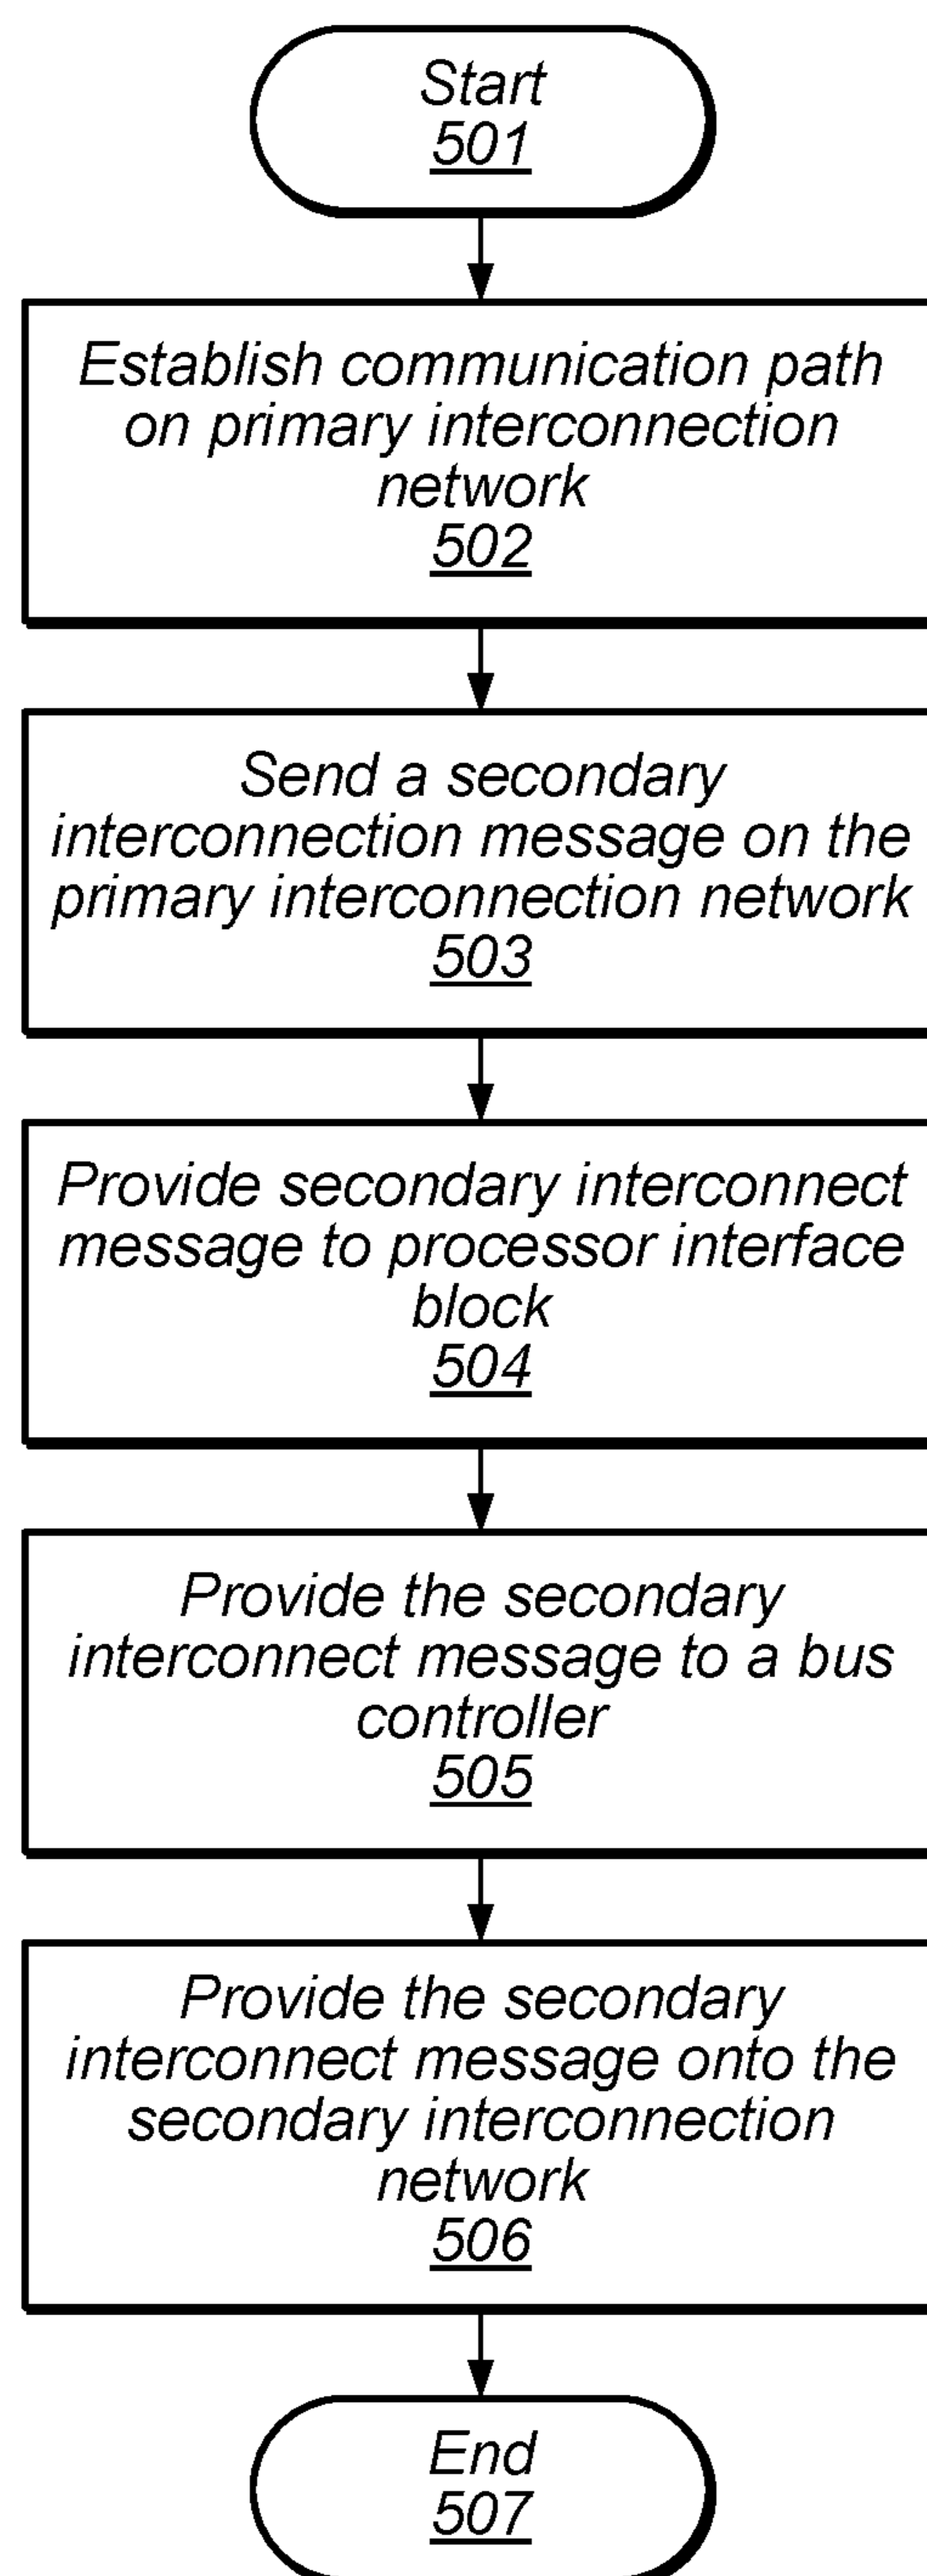 Start
501
Establish communication path
on primary interconnection
network
502
Send a secondary
interconnection message on the
primary interconnection network
503
Provide secondary interconnect
message to processor interface
block
504
Provide the secondary
interconnect message to a bus
controller
505
Provide the secondary
interconnect message onto the
secondary interconnection
network
506
End
507